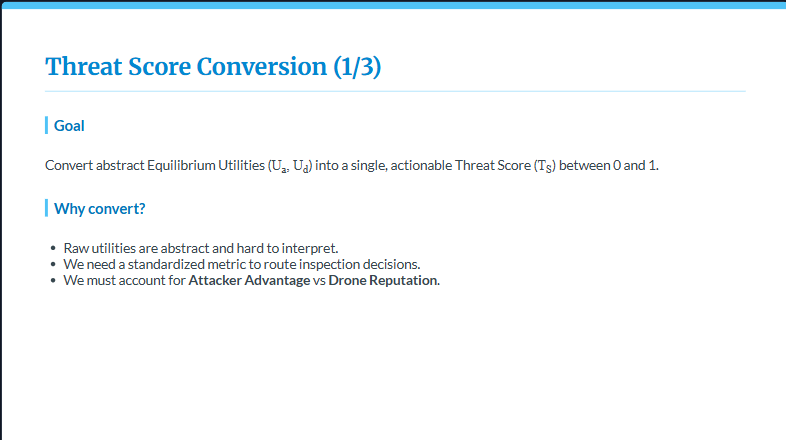 Threat Score Conversion (1/3)
Goal
Convert abstract Equilibrium Utilities (Uₐ, U_d) into a single, actionable Threat Score (T_S) between 0 and 1.
Why convert?
• Raw utilities are abstract and hard to interpret.
• We need a standardized metric to route inspection decisions.
• We must account for Attacker Advantage vs Drone Reputation.